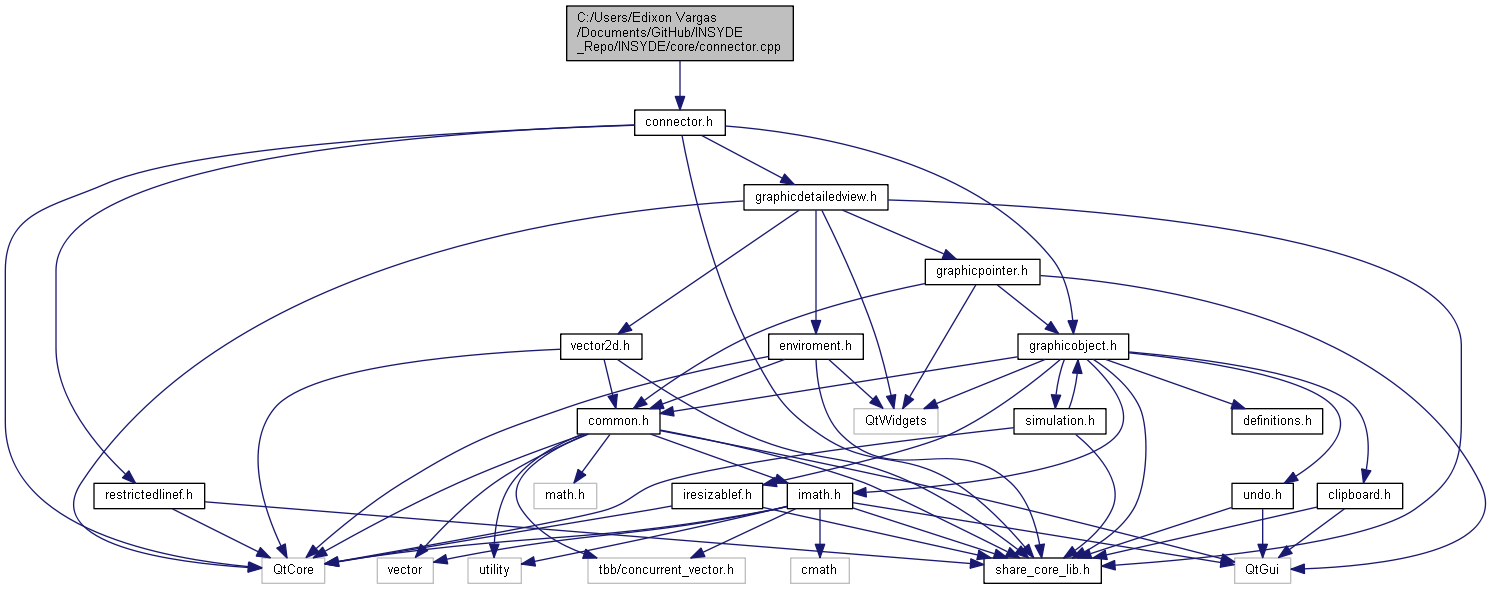 C:/Users/Edixon Vargas
/Documents/GitHub/INSYDE
_Repo/INSYDE/core/connector.cpp
connector.h
graphicdetailedview.h
graphicpointer.h
vector2d.h
enviroment.h
graphicobject.h
common.h
QtWidgets
simulation.h
definitions.h
restrictedlinef.h
math.h
iresizablef.h
imath.h
undo.h
clipboard.h
QtCore
vector
utility
tbb/concurrent_vector.h
cmath
share_core_lib.h
QtGui